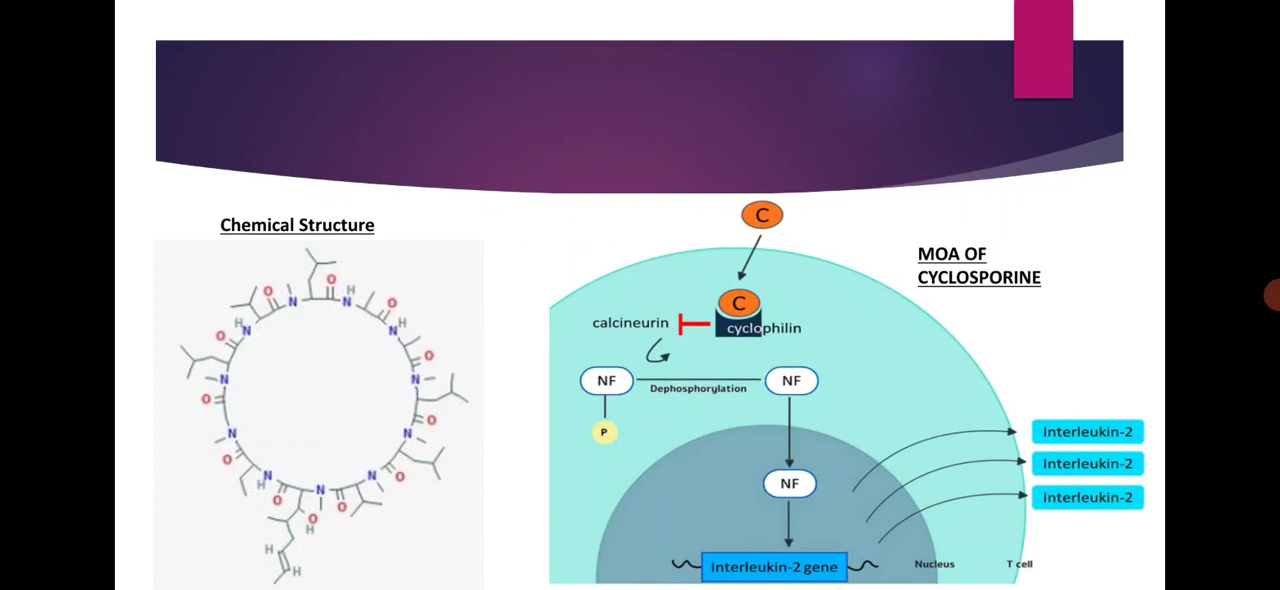 Chemical Structure
C
MOA OF
CYCLOSPORINE
C
calcineurin
cyclophilin
NF
Dephosphorylation
NF
P
NF
Interleukin-2
Interleukin-2
Interleukin-2
Interleukin-2 gene
Nucleus
T cell
O
O
N
H
N
O
H
N
N
H
O
O
N
N
O
O
N
N
O
O
N
H
N
N
O
O
O
H
H
H